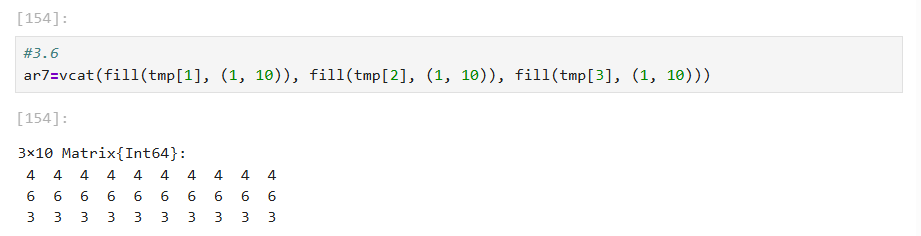 [154]:
#3.6
ar7=vcat(fill(tmp[1], (1, 10)), fill(tmp[2], (1, 10)), fill(tmp[3], (1, 10)))
[154]:
3×10 Matrix{Int64}:
4 4 4 4 4 4 4 4 4 4
6 6 6 6 6 6 6 6 6 6
3 3 3 3 3 3 3 3 3 3